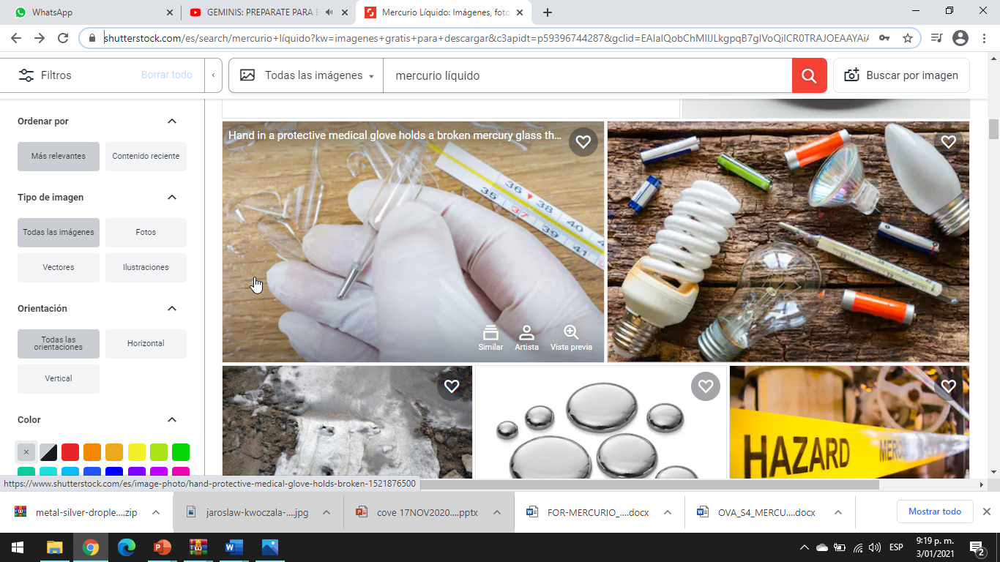 WhatsApp
GEMINIS: PREPARATE PARA E
Mercurio Líquido: Imágenes, foto
shutterstock.com/es/search/mercurio+líquido?kw=imagenes+gratis+para+descargar&c3apidt=p59396744287&gclid=EAIaIQobChMIlJLkgpqB7gIVoQiICR0TRAJOEAAYAiA
Filtros
Borrar todo
Todas las imágenes
mercurio líquido
Buscar por imagen
Ordenar por
Más relevantes
Contenido reciente
Tipo de imagen
Todas las imágenes
Fotos
Vectores
Ilustraciones
Orientación
Todas las
orientaciones
Horizontal
Vertical
Color
Hand in a protective medical glove holds a broken mercury glass th...
35 36 37 38 39 40 41
Similar
Artista
Vista previa
HAZARD
MERC
https://www.shutterstock.com/es/image-photo/hand-protective-medical-glove-holds-broken-1521876500
metal-silver-drople....zip
jaroslaw-kwoczala-....jpg
cove 17NOV2020....pptx
FOR-MERCURIO_....docx
OVA_S4_MERCU....docx
Mostrar todo
ESP
9:19 p. m.
3/01/2021
2